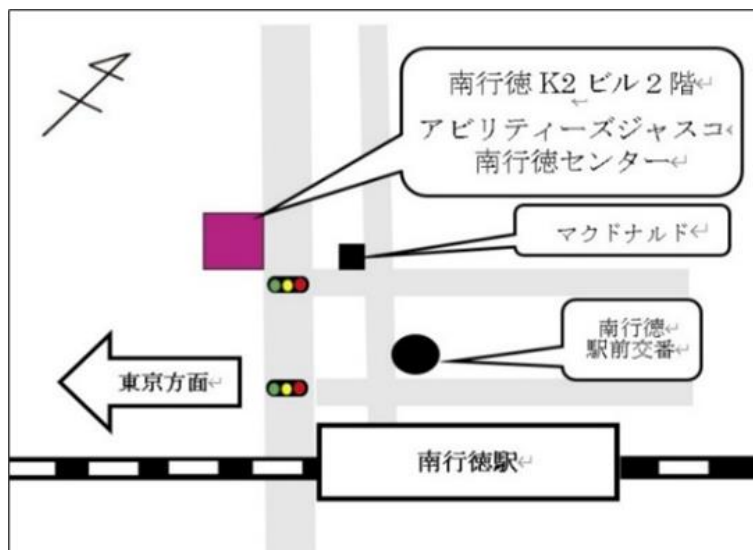 南行徳 K2 ビル 2 階↵
↵
アビリティーズジャスコ↵
南行徳センター↵
マクドナルド↵
南行德↵
駅前交番↵
東京方面↵
南行徳駅↵